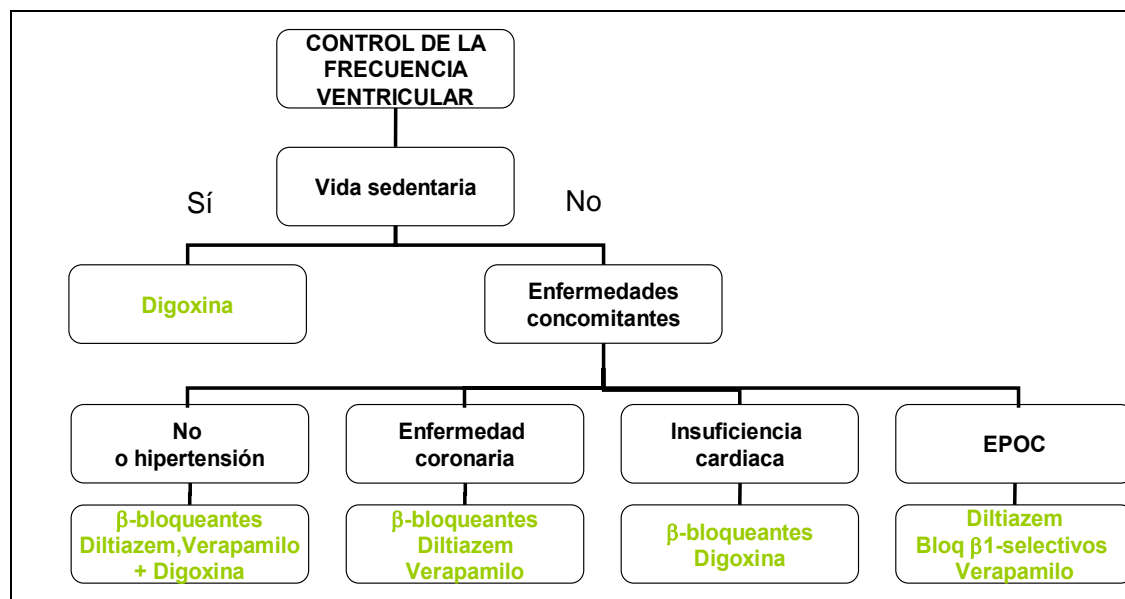 CONTROL DE LA
FRECUENCIA
VENTRICULAR
Vida sedentaria
Sí
No
Digoxina
Enfermedades
concomitantes
No
o hipertensión
Enfermedad
coronaria
Insuficiencia
cardiaca
EPOC
β-bloqueantes
Diltiazem,Verapamilo
+ Digoxina
β-bloqueantes
Diltiazem
Verapamilo
β-bloqueantes
Digoxina
Diltiazem
Bloq β1-selectivos
Verapamilo